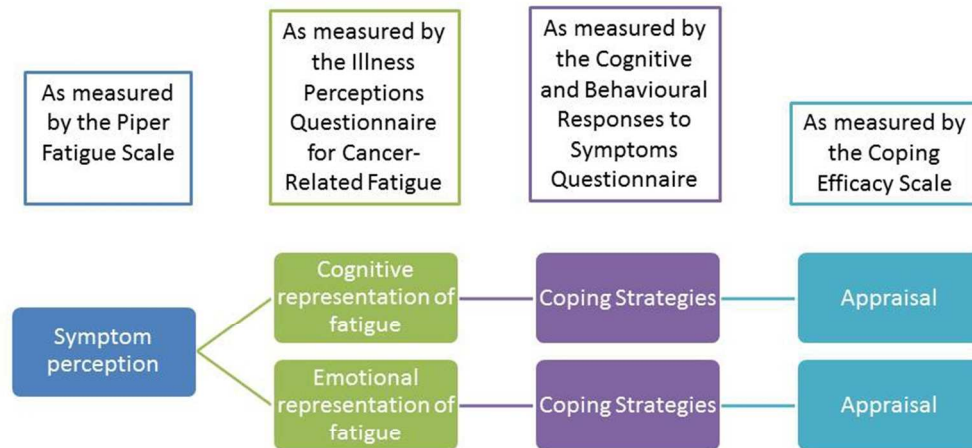 As measured
by the Piper
Fatigue Scale
As measured by
the Illness
Perceptions
Questionnaire
for Cancer-
Related Fatigue
As measured by
the Cognitive
and Behavioural
Responses to
Symptoms
Questionnaire
As measured by
the Coping
Efficacy Scale
Symptom
perception
Cognitive
representation of
fatigue
Coping Strategies
Appraisal
Emotional
representation of
fatigue
Coping Strategies
Appraisal